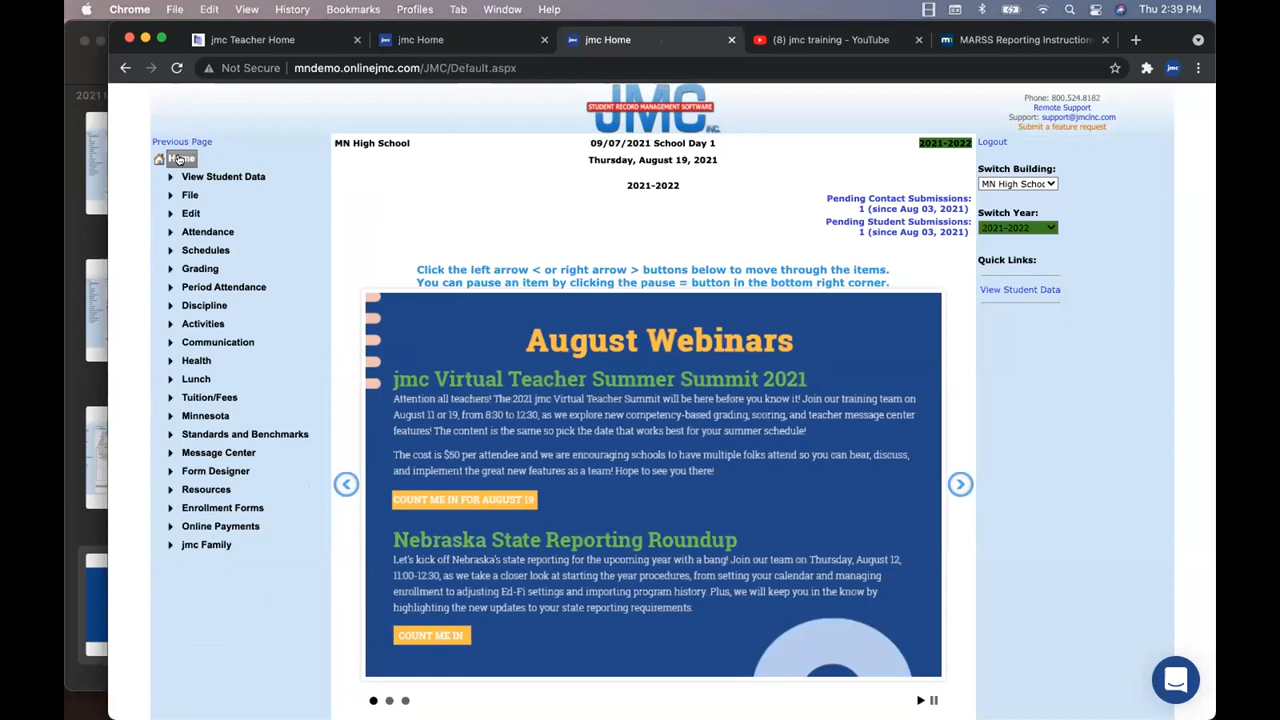 Chrome File Edit View History Bookmarks Profiles Tab Window Help Thu 2:39 PM
jmc Teacher Home jmc Home jmc Home (8) jmc training - YouTube MARSS Reporting Instruction
Not Secure mndemo.onlinejmc.com/JMC/Default.aspx jmc
2021 M
JMC
STUDENT RECORD MANAGEMENT SOFTWARE
INC.
Phone: 800.524.8182
Remote Support
Support: support@jmcinc.com
Submit a feature request
Previous Page
Home
View Student Data
File
Edit
Attendance
Schedules
Grading
Period Attendance
Discipline
Activities
Communication
Health
Lunch
Tuition/Fees
Minnesota
Standards and Benchmarks
Message Center
Form Designer
Resources
Enrollment Forms
Online Payments
jmc Family
MN High School 09/07/2021 School Day 1 2021-2022
Thursday, August 19, 2021
2021-2022
Pending Contact Submissions:
1 (since Aug 03, 2021)
Pending Student Submissions:
1 (since Aug 03, 2021)
Click the left arrow < or right arrow > buttons below to move through the items.
You can pause an item by clicking the pause = button in the bottom right corner.
August Webinars
jmc Virtual Teacher Summer Summit 2021
Attention all teachers! The 2021 jmc Virtual Teacher Summit will be here before you know it! Join our training team on
August 11 or 19, from 8:30 to 12:30, as we explore new competency-based grading, scoring, and teacher message center
features! The content is the same so pick the date that works best for your summer schedule!
The cost is $50 per attendee and we are encouraging schools to have multiple folks attend so you can hear, discuss,
and implement the great new features as a team! Hope to see you there!
COUNT ME IN FOR AUGUST 19
Nebraska State Reporting Roundup
Let's kick off Nebraska's state reporting for the upcoming year with a bang! Join our team on Thursday, August 12,
11:00-12:30, as we take a closer look at starting the year procedures, from setting your calendar and managing
enrollment to adjusting Ed-Fi settings and importing program history. Plus, we will keep you in the know by
highlighting the new updates to your state reporting requirements.
COUNT ME IN
Logout
Switch Building:
MN High Schoo
Switch Year:
2021-2022
Quick Links:
View Student Data